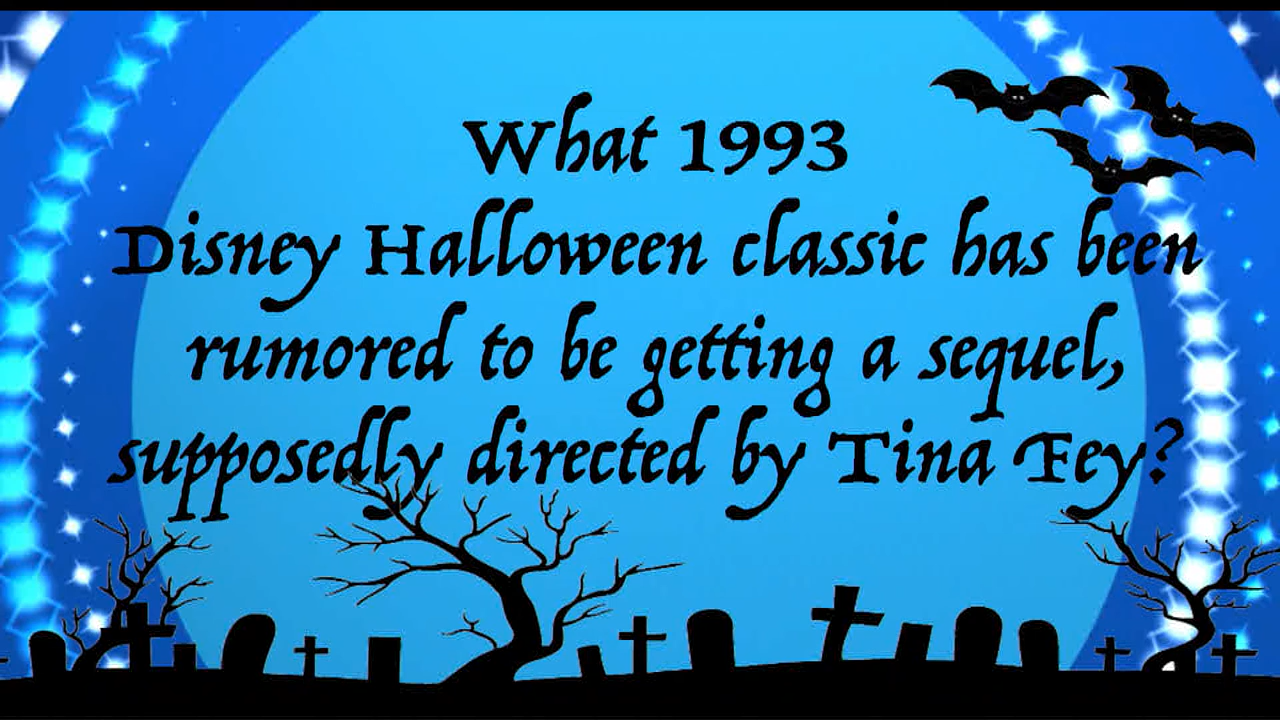 What 1993
Disney Halloween classic has been
rumored to be getting a sequel,
supposedly directed by Tina Fey?